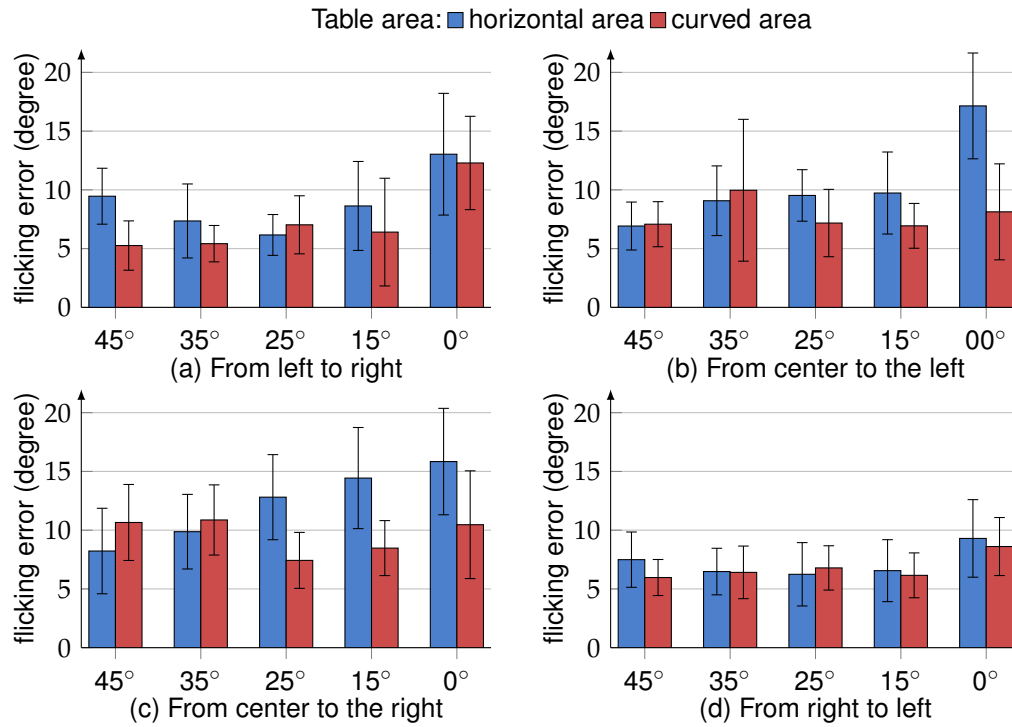 Table area: horizontal area curved area
flicking error (degree)
20
15
10
5
0
45° 35° 25° 15° 0°
(a) From left to right
flicking error (degree)
20
15
10
5
0
45° 35° 25° 15° 00°
(b) From center to the left
flicking error (degree)
20
15
10
5
0
45° 35° 25° 15° 0°
(c) From center to the right
flicking error (degree)
20
15
10
5
0
45° 35° 25° 15° 0°
(d) From right to left